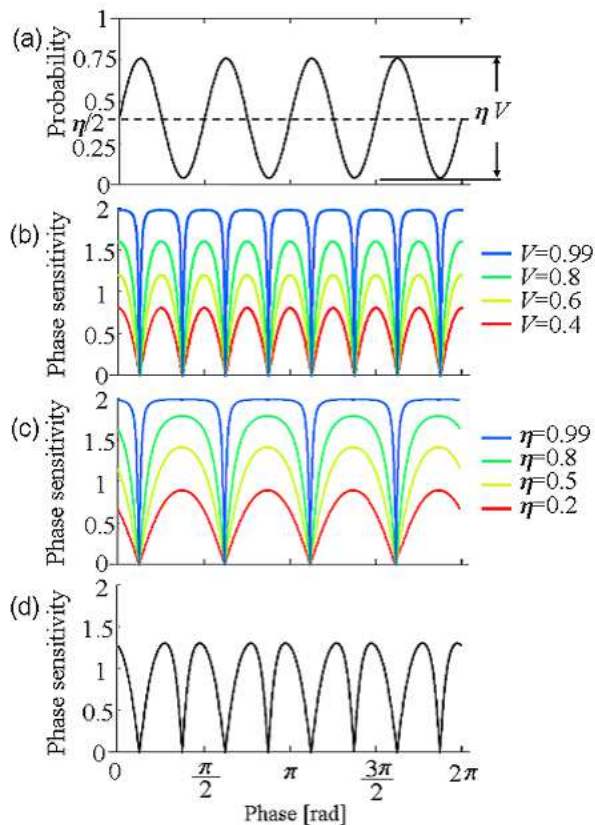 (a)
Probability
1
0.75
0.5
η/2
0.25
0
ηV
(b)
Phase sensitivity
2
1.5
1
0.5
0
V=0.99
V=0.8
V=0.6
V=0.4
(c)
Phase sensitivity
2
1.5
1
0.5
0
η=0.99
η=0.8
η=0.5
η=0.2
(d)
Phase sensitivity
2
1.5
1
0.5
0
0 π/2 π 3π/2 2π
Phase [rad]